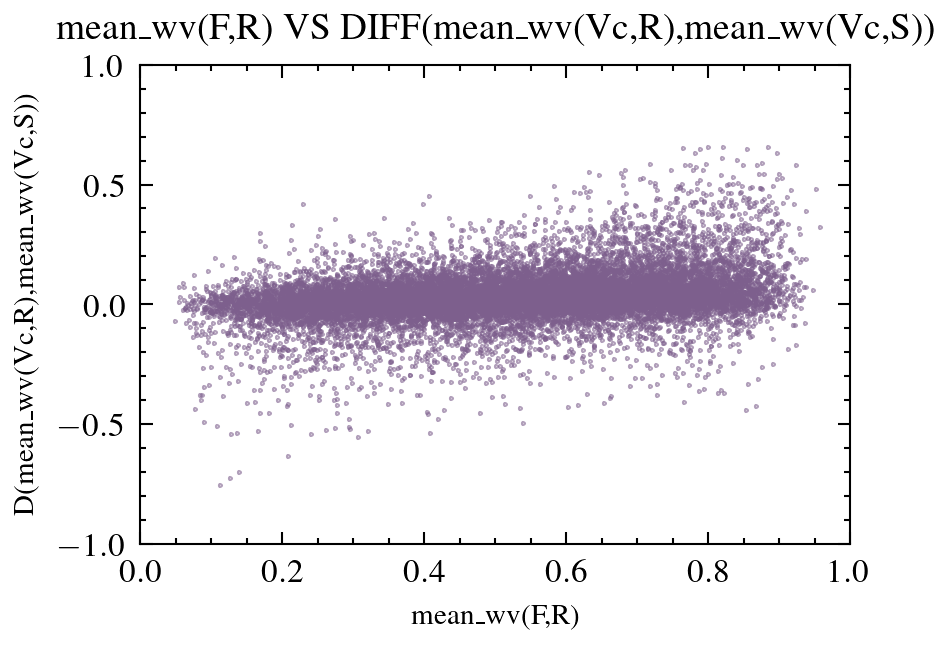 mean_wv(F,R) VS DIFF(mean_wv(Vc,R),mean_wv(Vc,S))
D(mean_wv(Vc,R),mean_wv(Vc,S))
1.0
0.5
0.0
−0.5
−1.0
0.0 0.2 0.4 0.6 0.8 1.0
mean_wv(F,R)